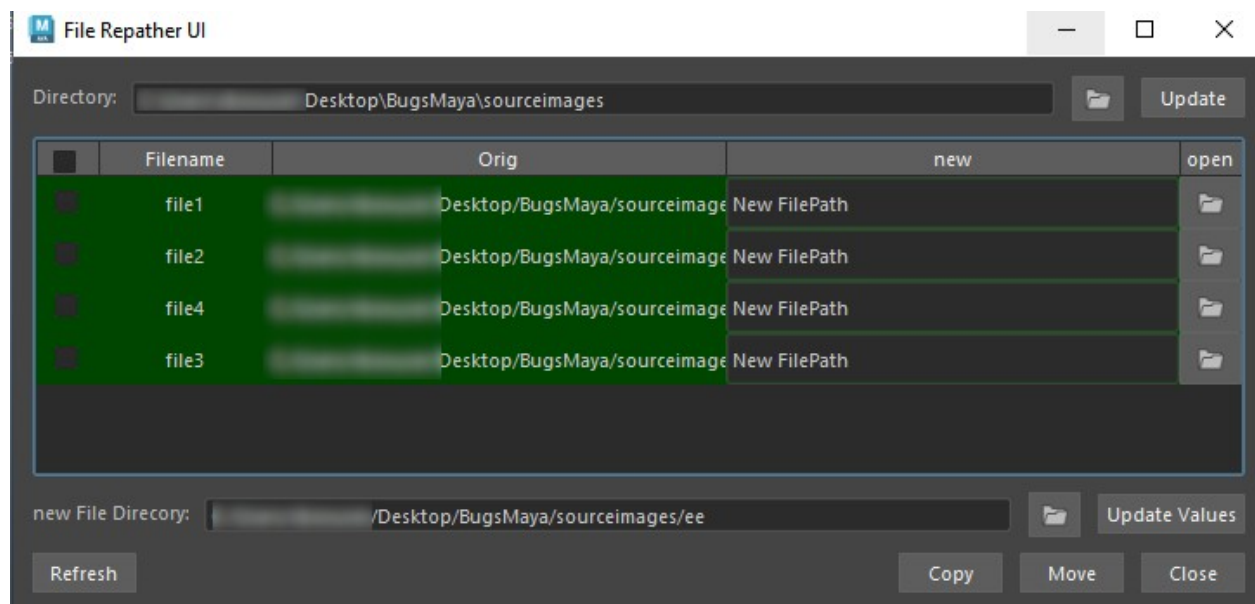 File Repather UI
Directory: Desktop\BugsMaya\sourceimages Update
Filename Orig new open
file1 Desktop/BugsMaya/sourceimage New FilePath
file2 Desktop/BugsMaya/sourceimage New FilePath
file4 Desktop/BugsMaya/sourceimage New FilePath
file3 Desktop/BugsMaya/sourceimage New FilePath
new File Direcory: /Desktop/BugsMaya/sourceimages/ee Update Values
Refresh Copy Move Close